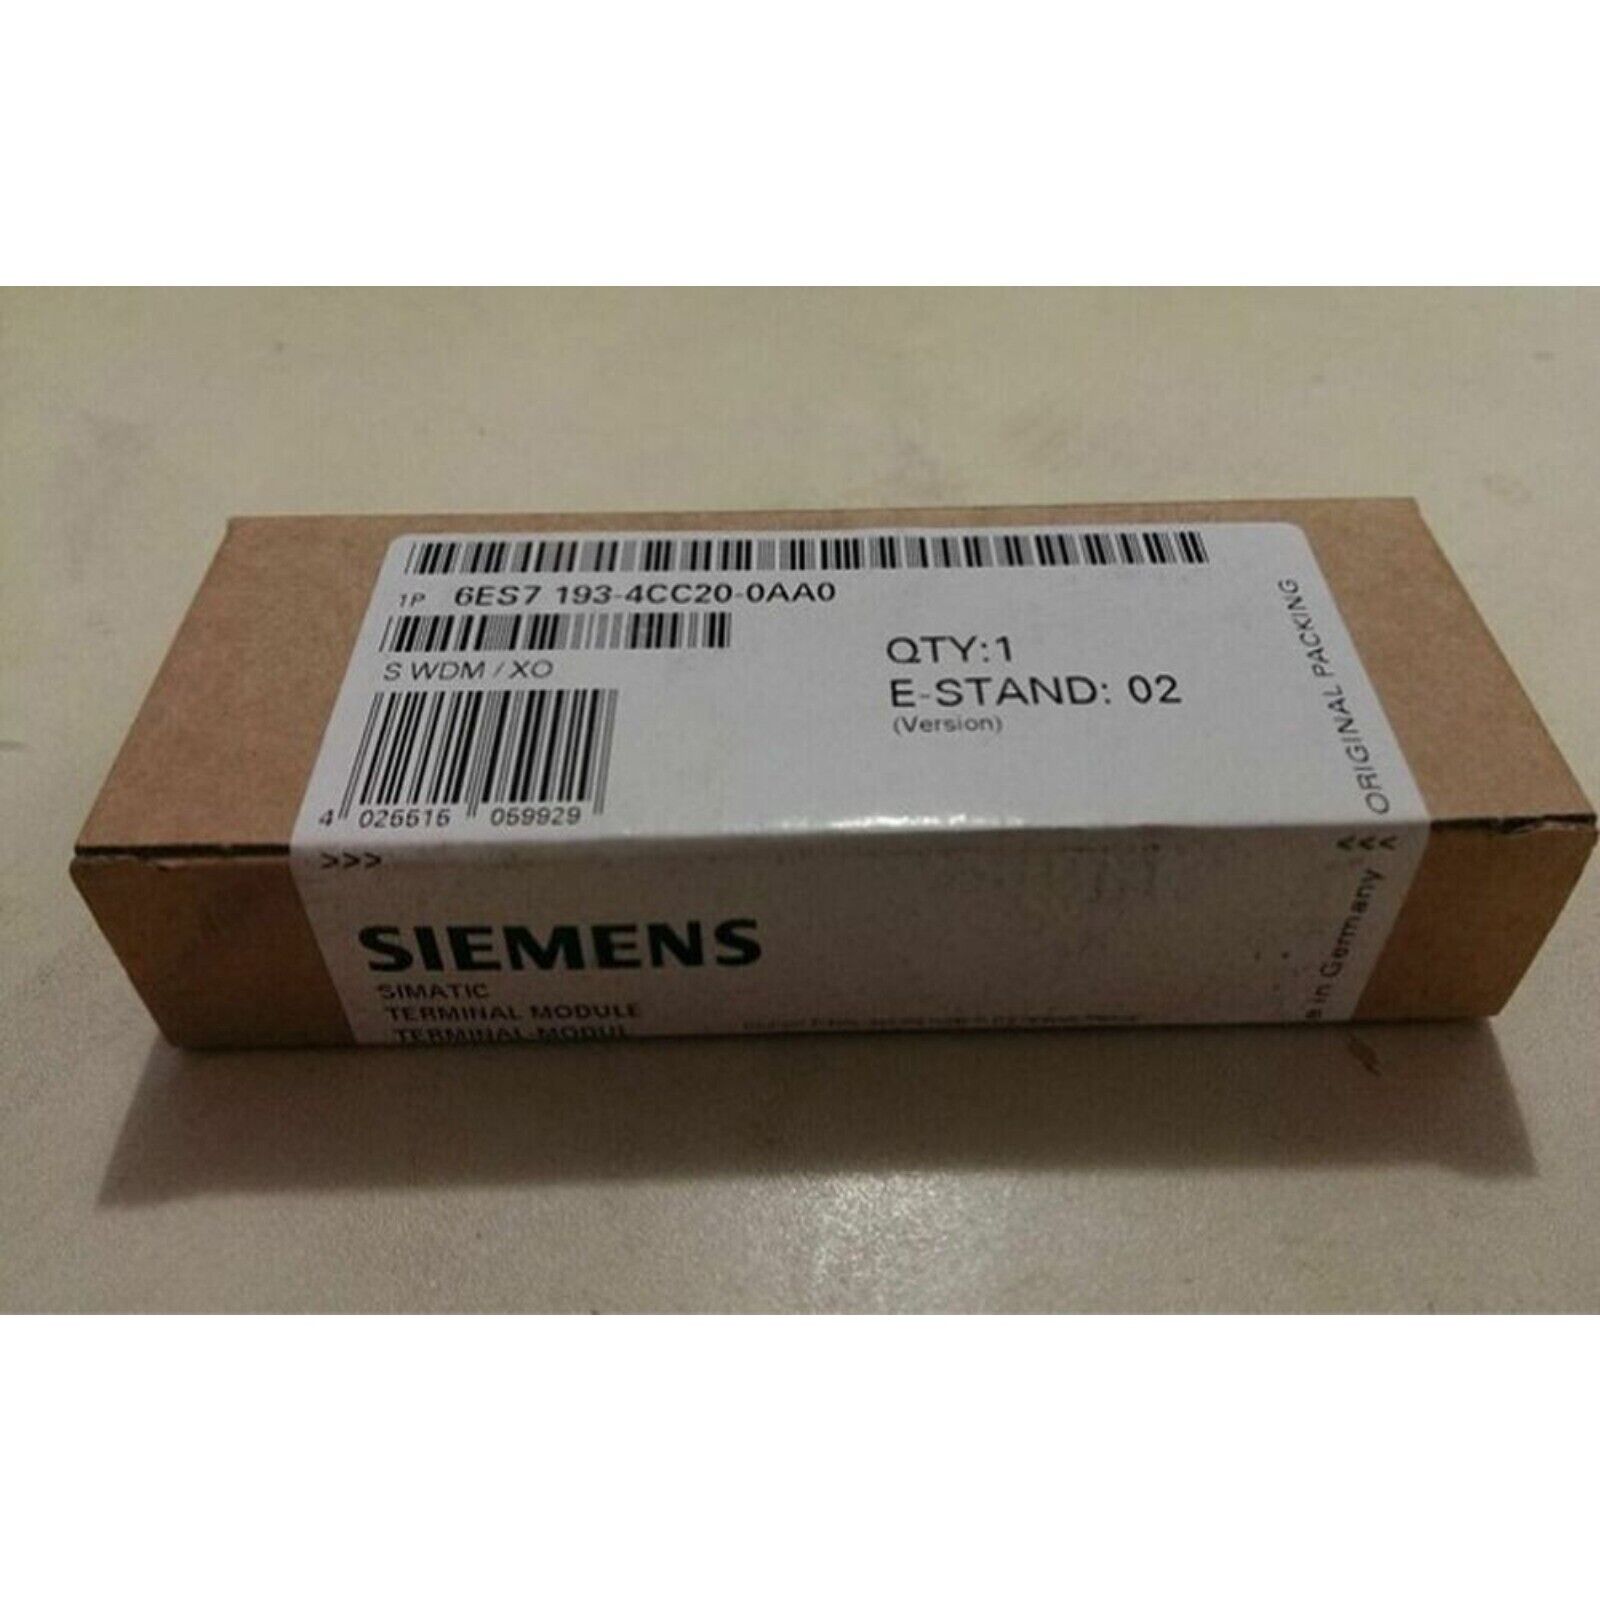 1P 6ES7 193-4CC20-0AA0
S WDM / XO
QTY:1
E-STAND: 02
(Version)
4 025515 059929
>>>
ORIGINAL PACKING
>>>
in Germany
SIEMENS
SIMATIC
TERMINAL MODULE
TERMINAL MODUL